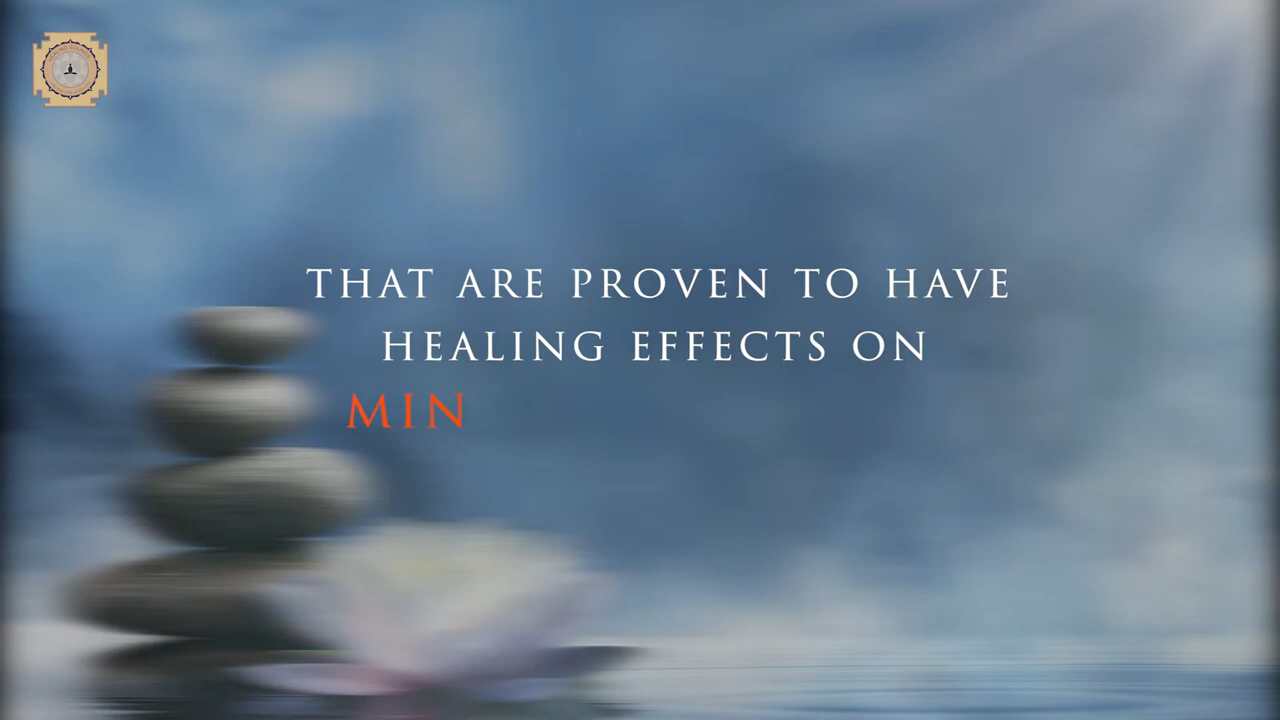 THAT ARE PROVEN TO HAVE
HEALING EFFECTS ON
MIN